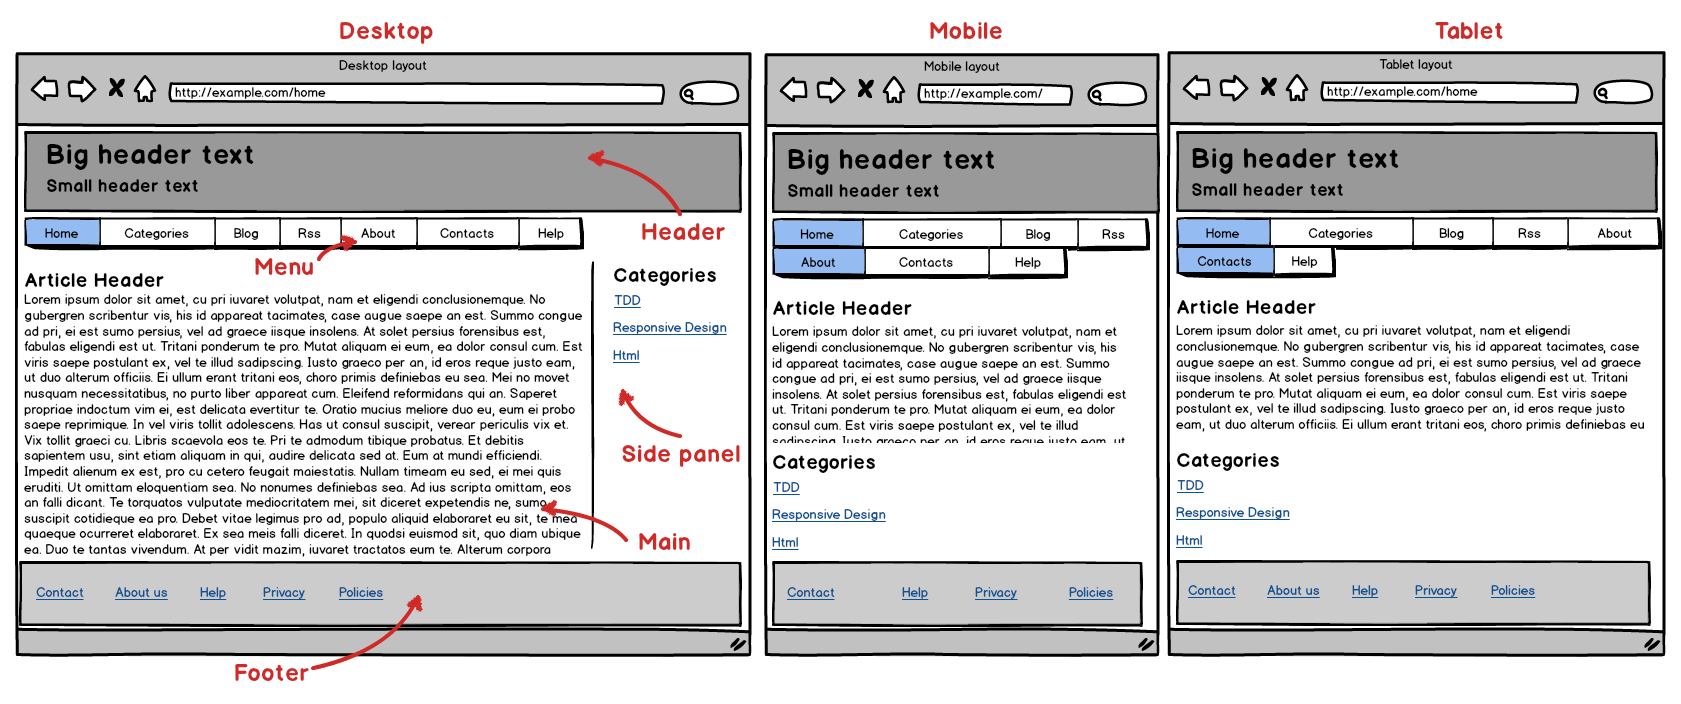 Desktop
Desktop layout
http://example.com/home
Big header text
Small header text
Home Categories Blog Rss About Contacts Help
Header
Menu
Article Header
Lorem ipsum dolor sit amet, cu pri iuvaret volutpat, nam et eligendi conclusionemque. No
gubergren scribentur vis, his id appareat tacimates, case augue saepe an est. Summo congue
ad pri, ei est sumo persius, vel ad graece iisque insolens. At solet persius forensibus est,
fabulas eligendi est ut. Tritani ponderum te pro. Mutat aliquam ei eum, ea dolor consul cum. Est
viris saepe postulant ex, vel te illud sadipscing. Iusto graeco per an, id eros reque justo eam,
ut duo alterum officiis. Ei ullum erant tritani eos, choro primis definiebas eu sea. Mei no movet
nusquam necessitatibus, no purto liber appareat cum. Eleifend reformidans qui an. Saperet
propriae indoctum vim ei, est delicata evertitur te. Oratio mucius meliore duo eu, eum ei probo
saepe reprimique. In vel viris tollit adolescens. Has ut consul suscipit, verear periculis vix et.
Vix tollit graeci cu. Libris scaevola eos te. Pri te admodum tibique probatus. Et debitis
sapientem usu, sint etiam aliquam in qui, audire delicata sed at. Eum at mundi efficiendi.
Impedit alienum ex est, pro cu cetero feugait maiestatis. Nullam timeam eu sed, ei mei quis
eruditi. Ut omittam eloquentiam sea. No nonumes definiebas sea. Ad ius scripta omittam, eos
an falli dicant. Te torquatos vulputate mediocritatem mei, sit diceret expetendis ne, sumo
suscipit cotidieque ea pro. Debet vitae legimus pro ad, populo aliquid elaboraret eu sit, te mea
quaeque ocurreret elaboraret. Ex sea meis falli diceret. In quodsi euismod sit, quo diam ubique
ea. Duo te tantas vivendum. At per vidit mazim, iuvaret tractatos eum te. Alterum corpora
Categories
TDD
Responsive Design
Html
Side panel
Main
Contact About us Help Privacy Policies
Footer
Mobile
Mobile layout
http://example.com/
Big header text
Small header text
Home Categories Blog Rss
About Contacts Help
Article Header
Lorem ipsum dolor sit amet, cu pri iuvaret volutpat, nam et
eligendi conclusionemque. No gubergren scribentur vis, his
id appareat tacimates, case augue saepe an est. Summo
congue ad pri, ei est sumo persius, vel ad graece iisque
insolens. At solet persius forensibus est, fabulas eligendi est
ut. Tritani ponderum te pro. Mutat aliquam ei eum, ea dolor
consul cum. Est viris saepe postulant ex, vel te illud
sadipscing. Iusto graeco per an, id eros reque justo eam, ut
Categories
TDD
Responsive Design
Html
Contact Help Privacy Policies
Tablet
Tablet layout
http://example.com/home
Big header text
Small header text
Home Categories Blog Rss About
Contacts Help
Article Header
Lorem ipsum dolor sit amet, cu pri iuvaret volutpat, nam et eligendi
conclusionemque. No gubergren scribentur vis, his id appareat tacimates, case
augue saepe an est. Summo congue ad pri, ei est sumo persius, vel ad graece
iisque insolens. At solet persius forensibus est, fabulas eligendi est ut. Tritani
ponderum te pro. Mutat aliquam ei eum, ea dolor consul cum. Est viris saepe
postulant ex, vel te illud sadipscing. Iusto graeco per an, id eros reque justo
eam, ut duo alterum officiis. Ei ullum erant tritani eos, choro primis definiebas eu
Categories
TDD
Responsive Design
Html
Contact About us Help Privacy Policies